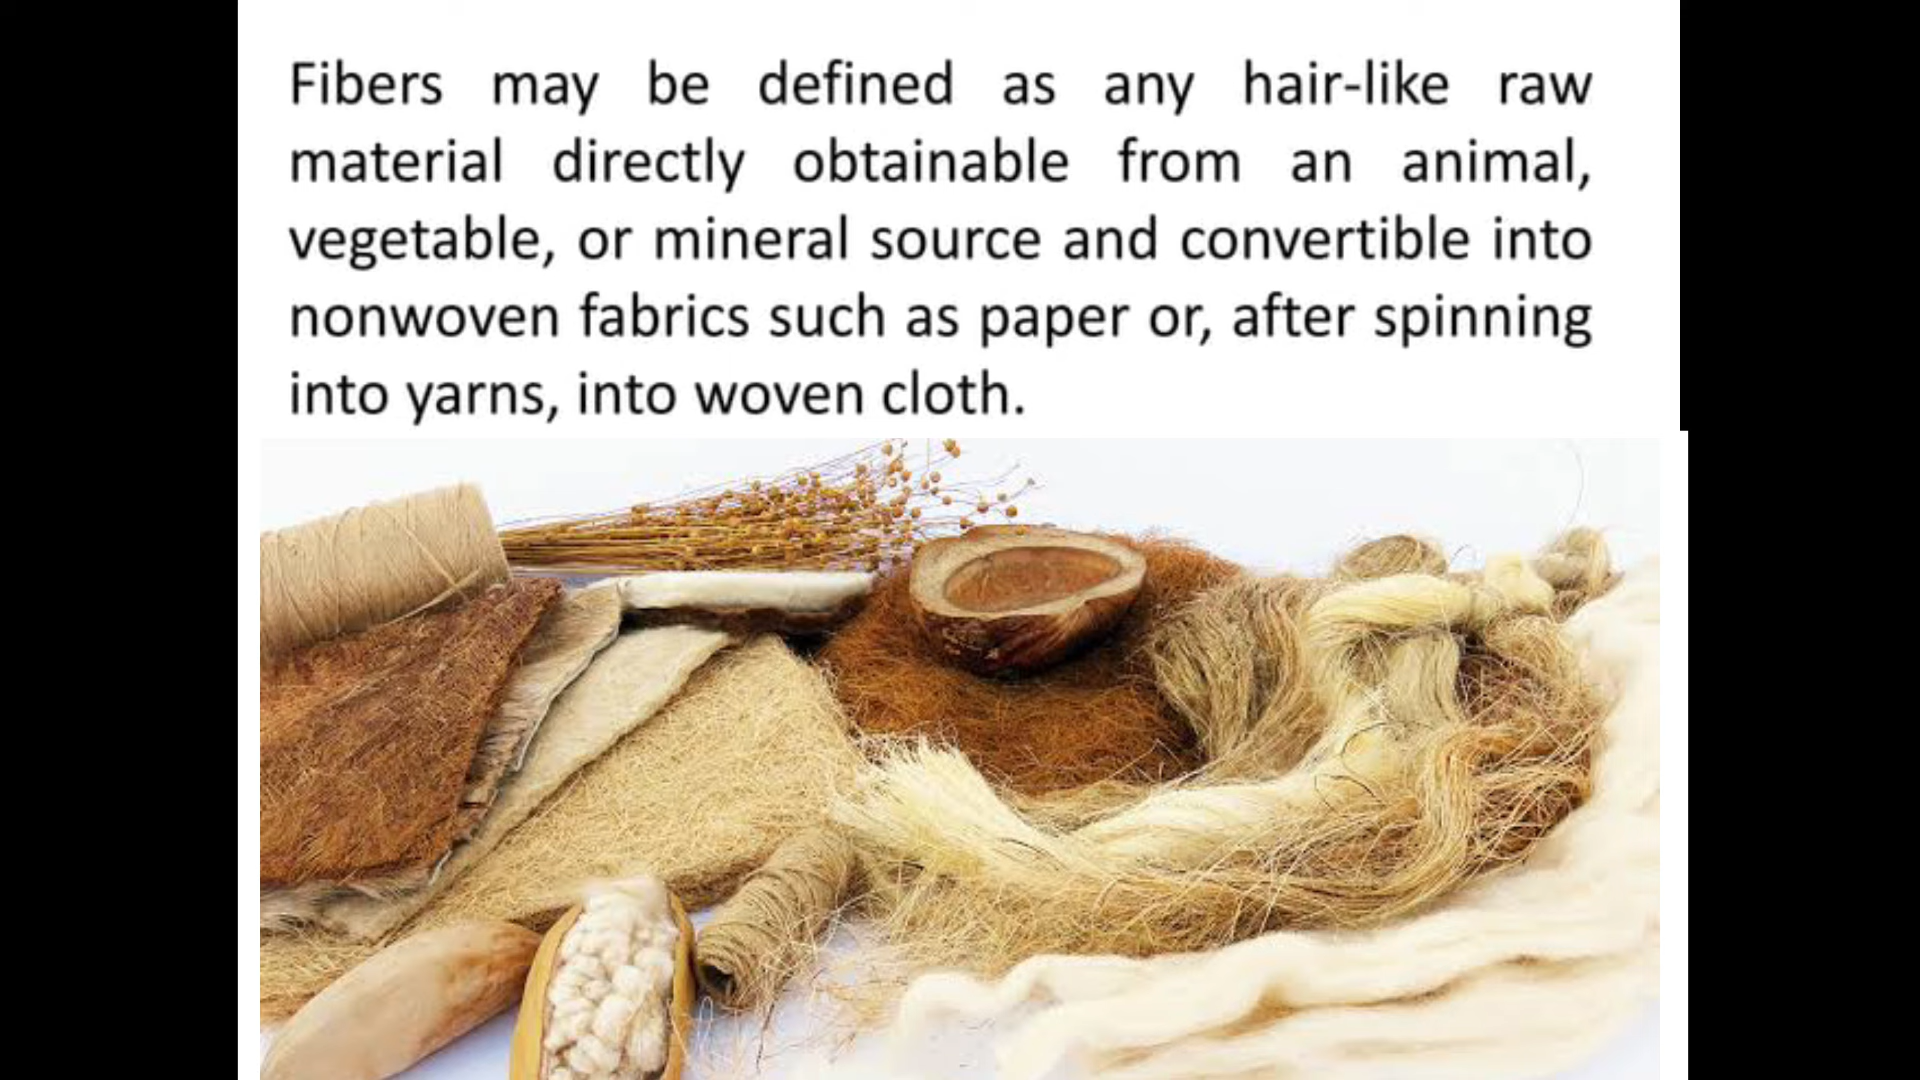 Fibers may be defined as any hair-like raw
material directly obtainable from an animal,
vegetable, or mineral source and convertible into
nonwoven fabrics such as paper or, after spinning
into yarns, into woven cloth.